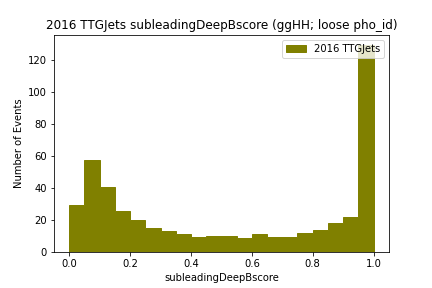 2016 TTGJets subleadingDeepBscore (ggHH; loose pho_id)
2016 TTGJets
120
100
80
60
40
20
0
Number of Events
0.0 0.2 0.4 0.6 0.8 1.0
subleadingDeepBscore